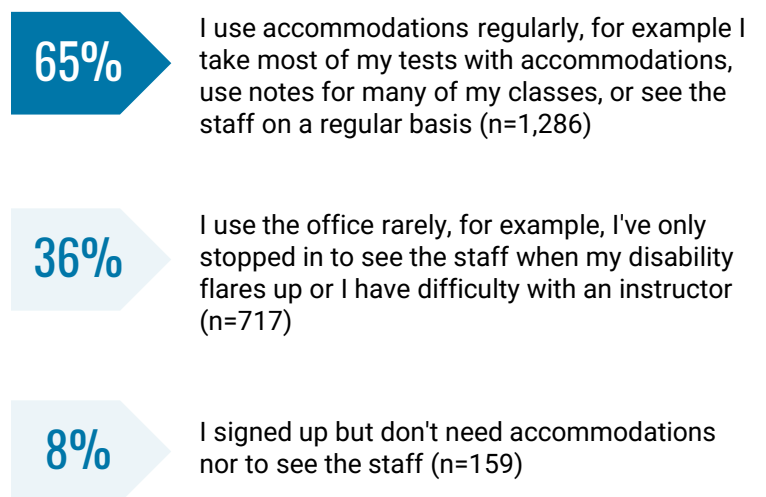 65%
I use accommodations regularly, for example I
take most of my tests with accommodations,
use notes for many of my classes, or see the
staff on a regular basis (n=1,286)
36%
I use the office rarely, for example, I've only
stopped in to see the staff when my disability
flares up or I have difficulty with an instructor
(n=717)
8%
I signed up but don't need accommodations
nor to see the staff (n=159)